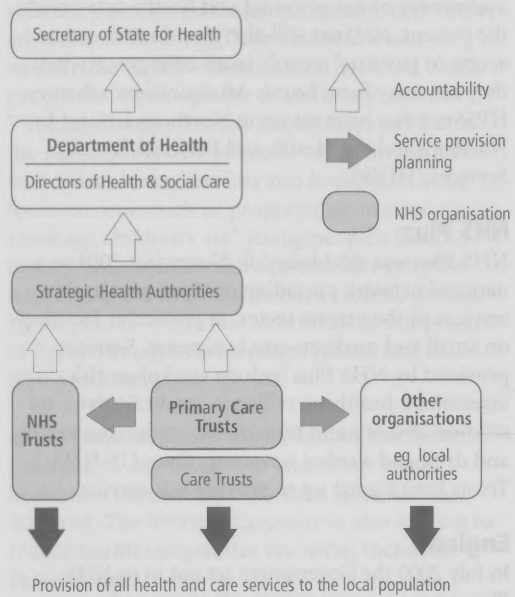 Secretary of State for Health
Accountability
Department of Health
Directors of Health & Social Care
Service provision
planning
NHS organisation
Strategic Health Authorities
NHS
Trusts
Primary Care
Trusts
Care Trusts
Other
organisations
eg local
authorities
Provision of all health and care services to the local population